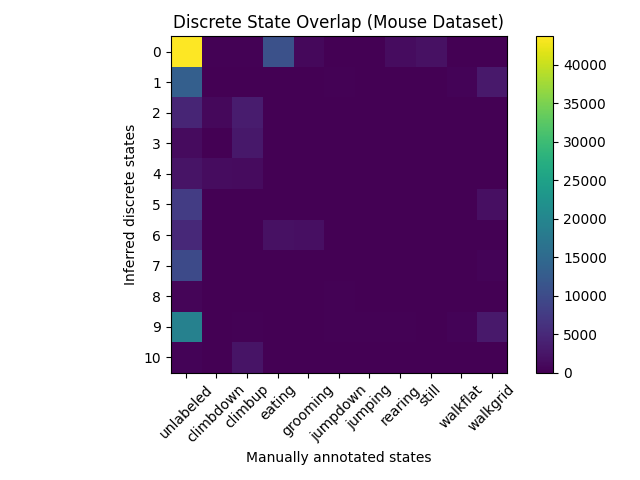 Discrete State Overlap (Mouse Dataset)
Inferred discrete states
0
1
2
3
4
5
6
7
8
9
10
unlabeled
climbdown
climbup
eating
grooming
jumpdown
jumping
rearing
still
walkflat
walkgrid
Manually annotated states
40000
35000
30000
25000
20000
15000
10000
5000
0